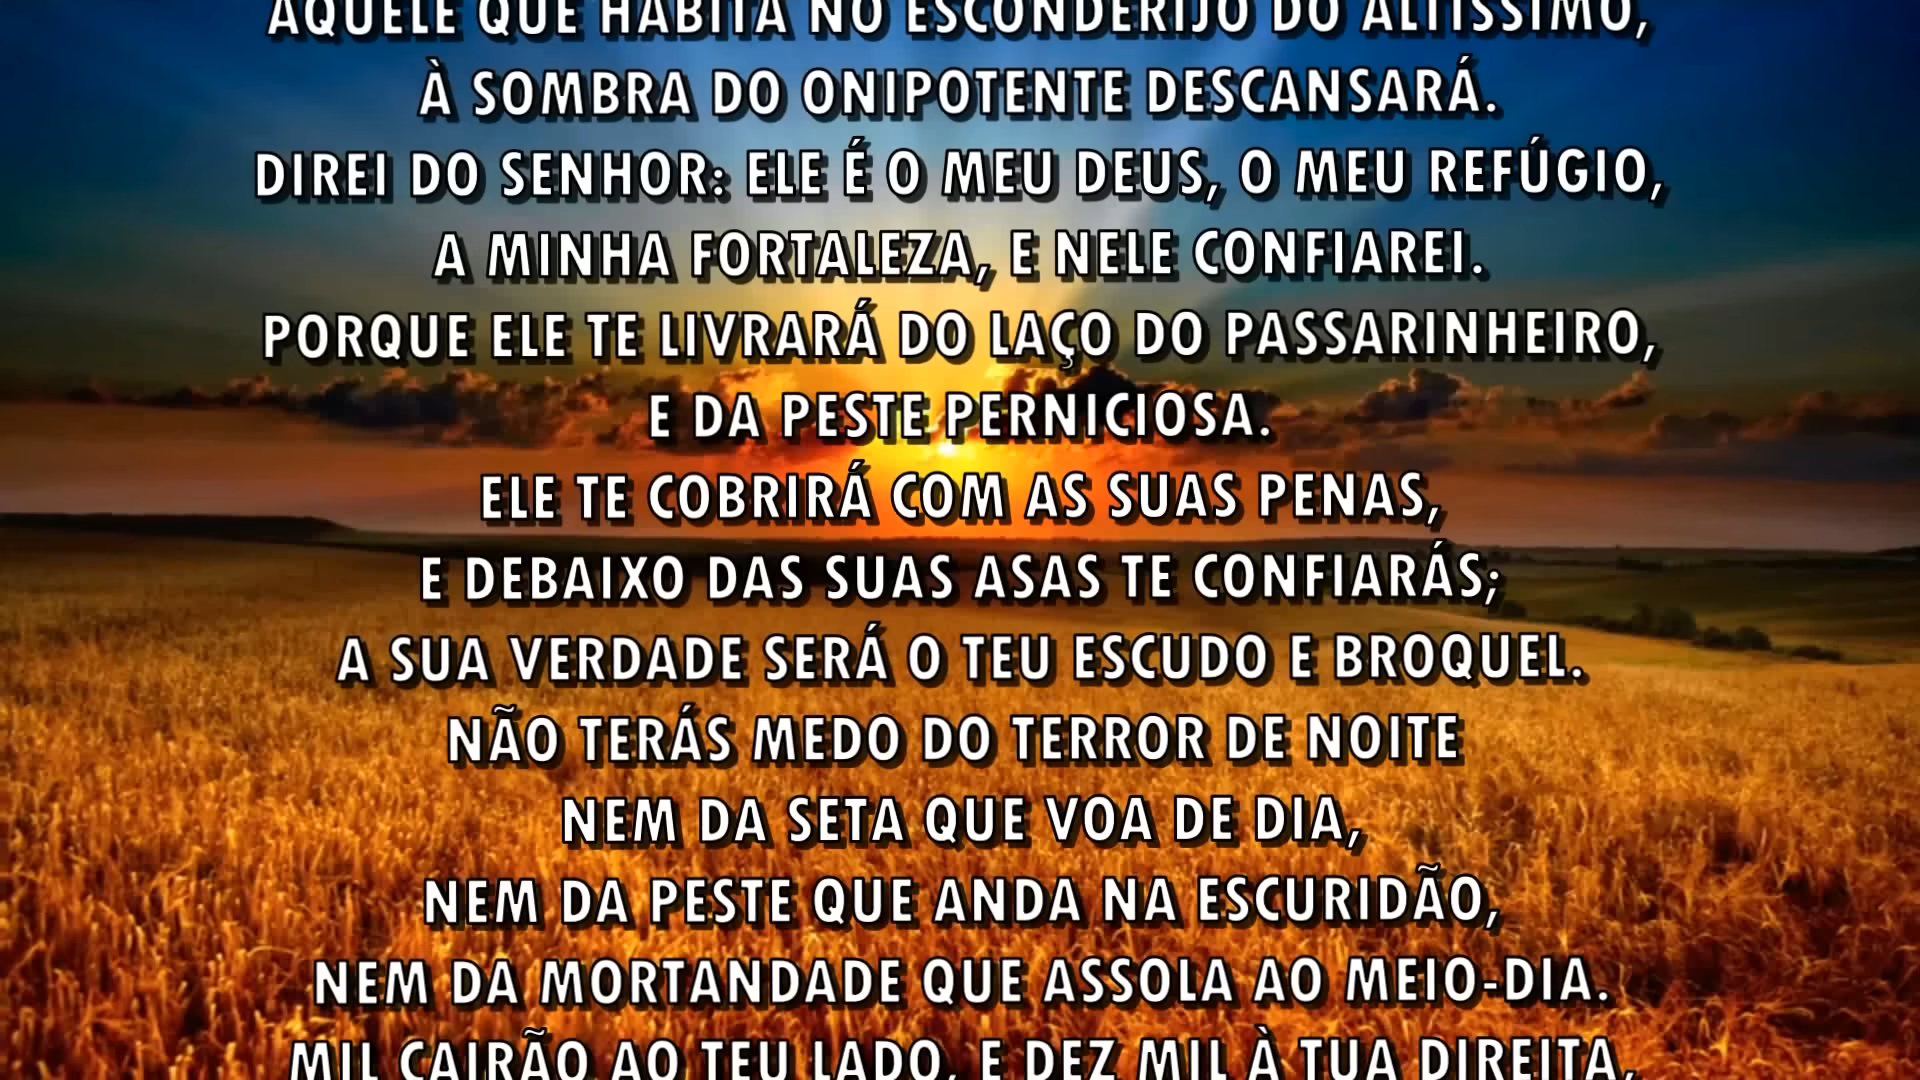 AQUELE QUE HABITA NO ESCONDERIJO DO ALTÍSSIMO,
À SOMBRA DO ONIPOTENTE DESCANSARÁ.
DIREI DO SENHOR: ELE É O MEU DEUS, O MEU REFÚGIO,
A MINHA FORTALEZA, E NELE CONFIAREI.
PORQUE ELE TE LIVRARÁ DO LAÇO DO PASSARINHEIRO,
E DA PESTE PERNICIOSA.
ELE TE COBRIRÁ COM AS SUAS PENAS,
E DEBAIXO DAS SUAS ASAS TE CONFIARÁS;
A SUA VERDADE SERÁ O TEU ESCUDO E BROQUEL.
NÃO TERÁS MEDO DO TERROR DE NOITE
NEM DA SETA QUE VOA DE DIA,
NEM DA PESTE QUE ANDA NA ESCURIDÃO,
NEM DA MORTANDADE QUE ASSOLA AO MEIO-DIA.
MIL CAIRÃO AO TEU LADO, E DEZ MIL À TUA DIREITA,